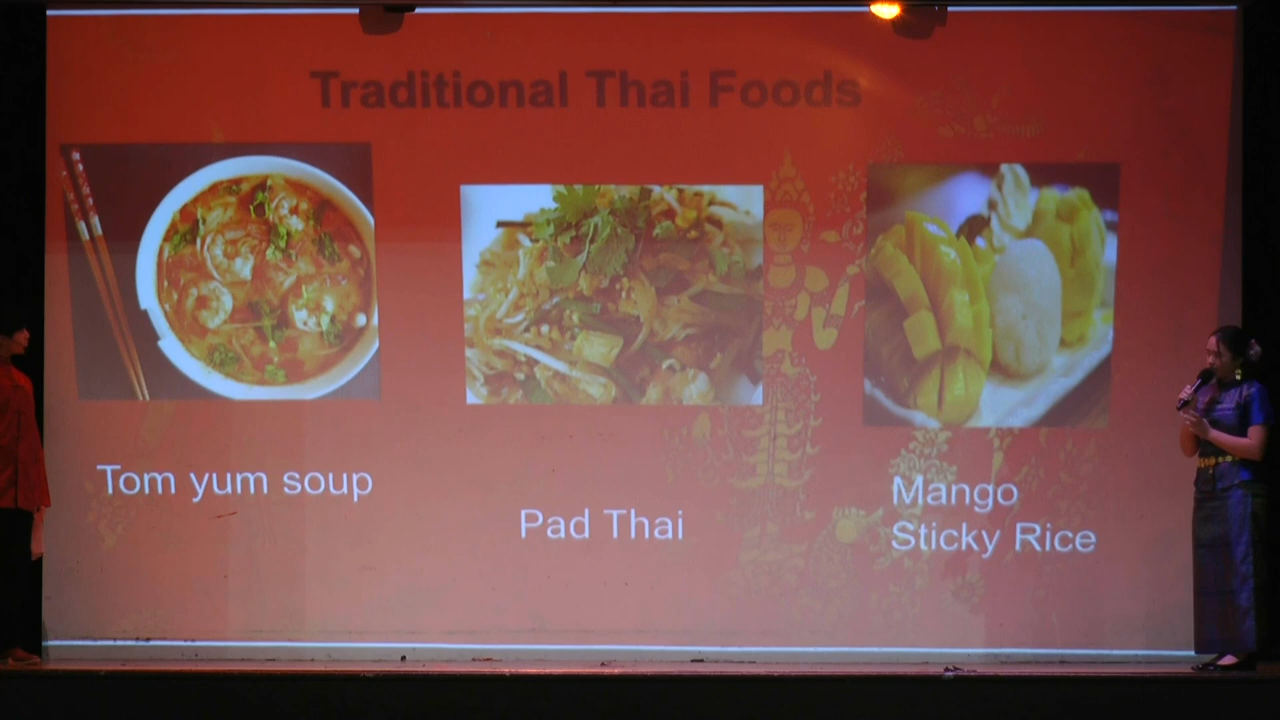 Traditional Thai Foods
Tom yum soup
Pad Thai
Mango
Sticky Rice